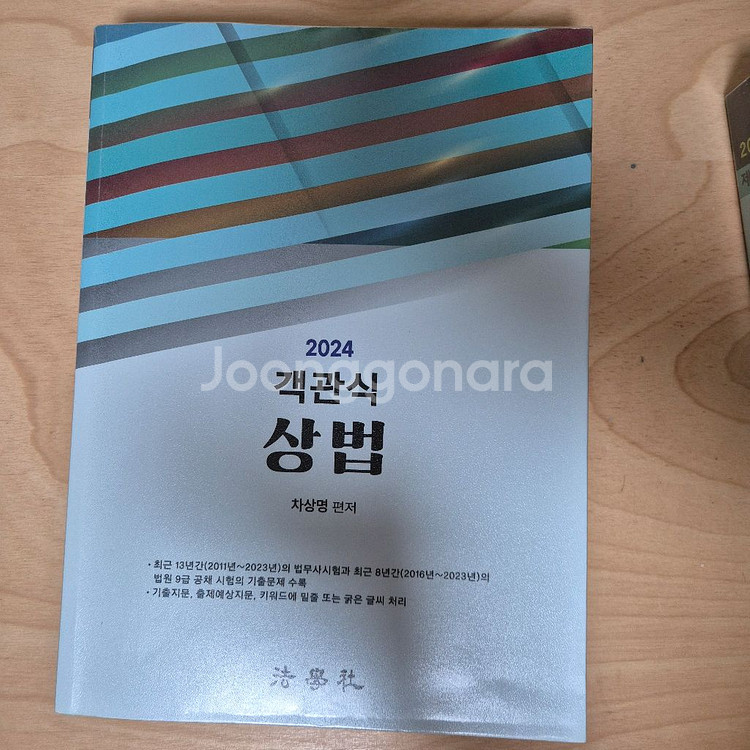 2024
Joonggonara
객관식
상법
차상명 편저
• 최근 13년간(2011년~2023년)의 법무사시험과 최근 8년간(2016년~2023년)의
법원 9급 공채 시험의 기출문제 수록
• 기출지문, 출제예상지문, 키워드에 밑줄 또는 굵은 글씨 처리
法學社
20